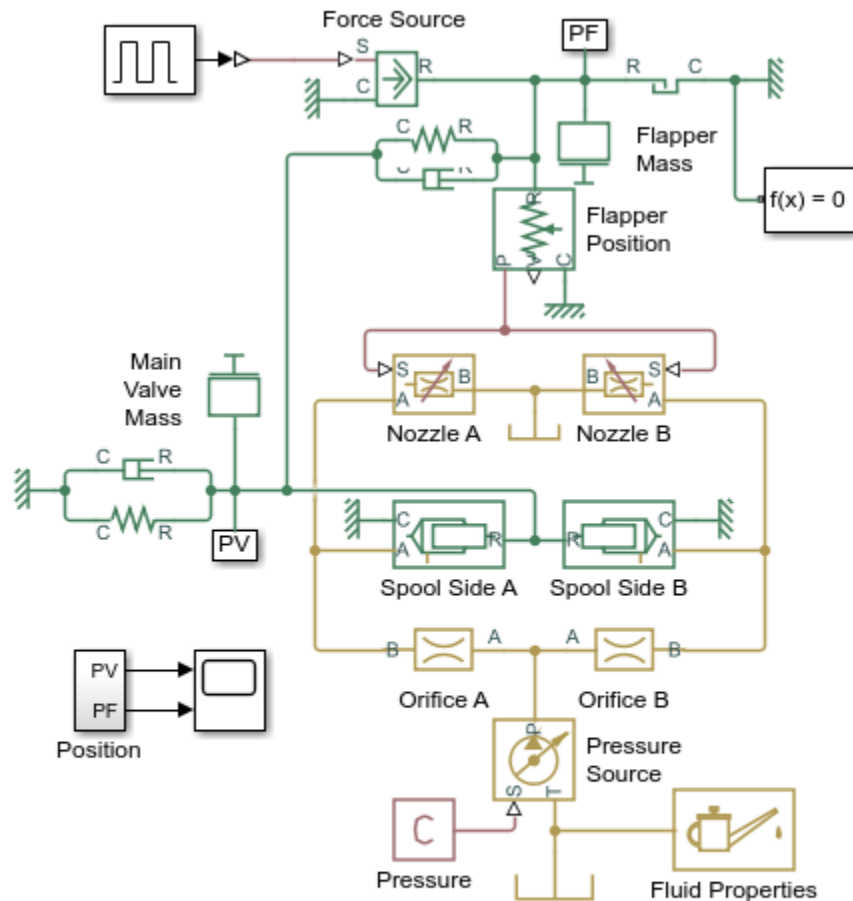 Force Source
PF
S
R
C
R
C
C
R
R
Flapper
Mass
f(x) = 0
R
Flapper
Position
P
V
C
Main
Valve
Mass
S
B
A
B
S
A
Nozzle A
Nozzle B
C
R
C
R
PV
C
A
R
R
C
A
Spool Side A
Spool Side B
B
A
A
B
Orifice A
Orifice B
PV
PF
Position
P
S
T
Pressure
Source
C
Pressure
Fluid Properties